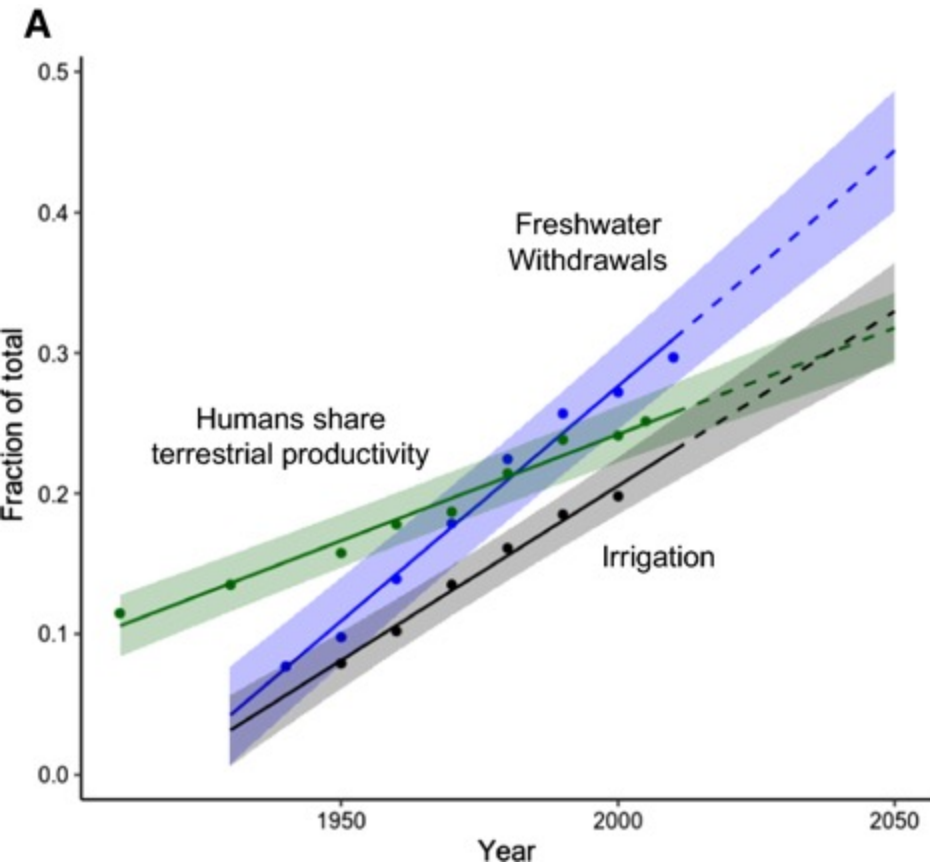 A
0.5
0.4
0.3
0.2
0.1
0.0
Fraction of total
Freshwater
Withdrawals
Humans share
terrestrial productivity
Irrigation
1950
2000
2050
Year